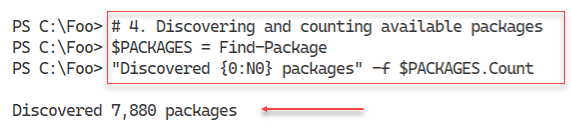 PS C:\Foo> # 4. Discovering and counting available packages
PS C:\Foo> $PACKAGES = Find-Package
PS C:\Foo> "Discovered {0:N0} packages" -f $PACKAGES.Count
Discovered 7,880 packages